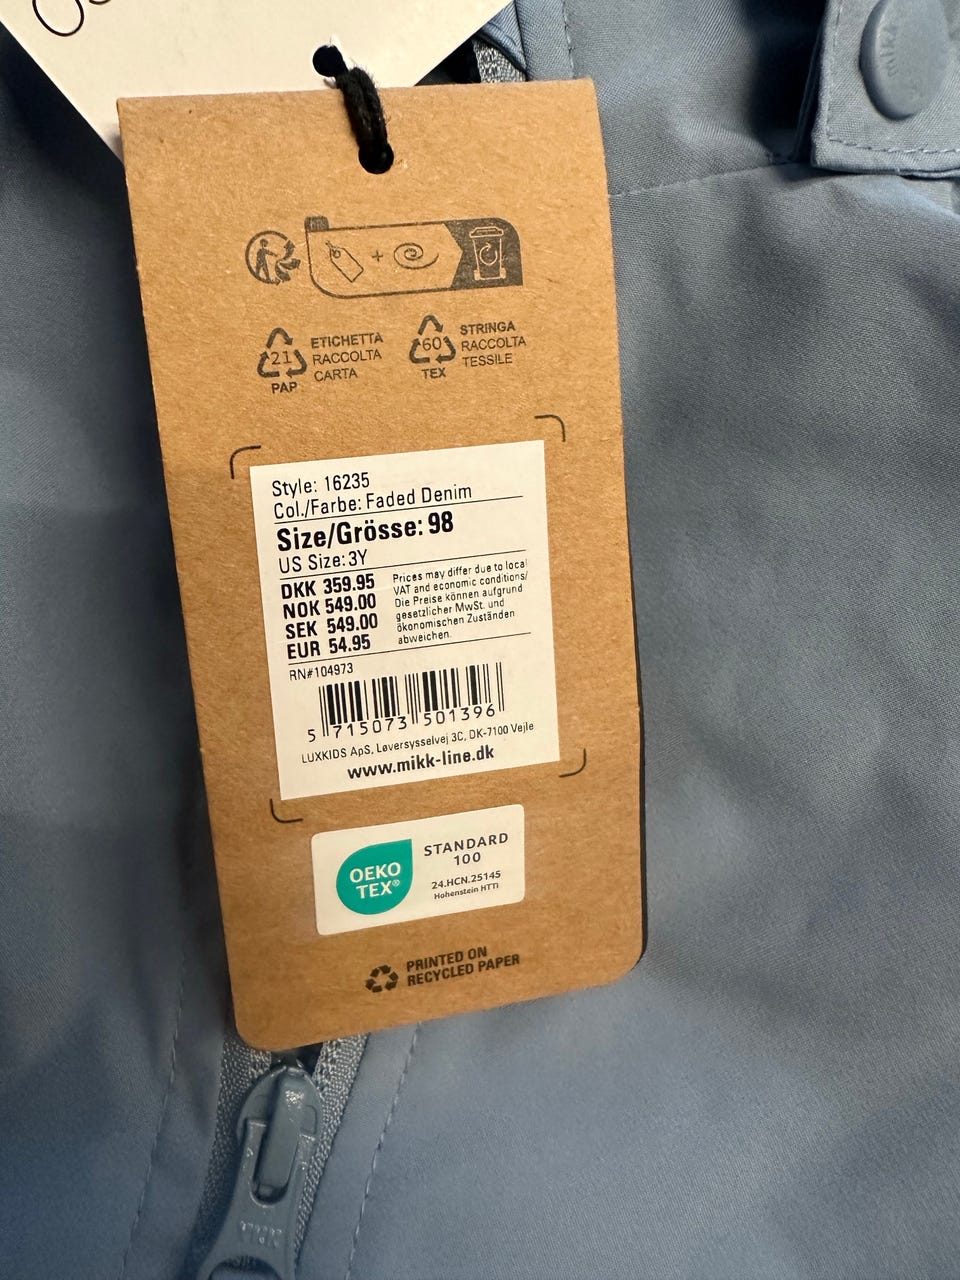 21
PAP
ETICHETTA
RACCOLTA
CARTA
60
TEX
STRINGA
RACCOLTA
TESSILE
Style: 16235
Col./Farbe: Faded Denim
Size/Grösse: 98
US Size: 3Y
DKK 359.95
NOK 549.00
SEK 549.00
EUR 54.95
Prices may differ due to local
VAT and economic conditions/
Die Preise können aufgrund
gesetzlicher MwSt. und
ökonomischen Zuständen
abweichen.
RN#104973
5 715073 501396
LUXKIDS ApS, Løversysselvej 3C, DK-7100 Vejle
www.mikk-line.dk
OEKO
TEX®
STANDARD
100
24.HCN.25145
Hohenstein HTTI
PRINTED ON
RECYCLED PAPER